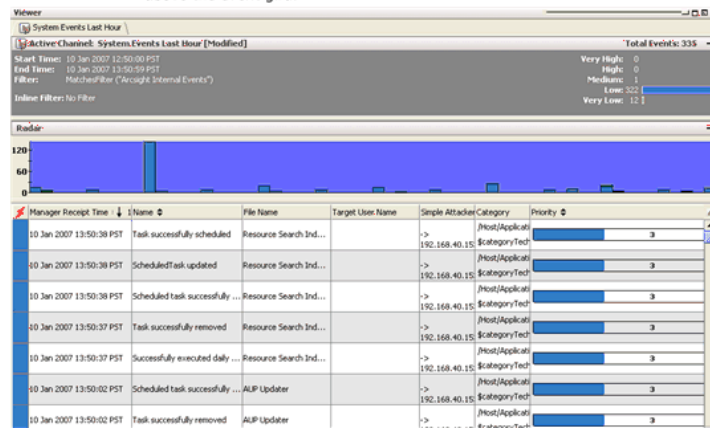 Viewer
System Events Last Hour
Active Channel: System Events Last Hour [Modified]
Total Events: 335
Start Time: 10 Jan 2007 12:50:00 PST
End Time: 10 Jan 2007 13:50:59 PST
Filter: MatchesFilter ("Arcsight Internal Events")
Inline Filter: No Filter
Very High: 0
High: 0
Medium: 1
Low: 322
Very Low: 12
Radar
120
60
0
Manager Receipt Time 1 Name File Name Target User Name Simple Attacker Category Priority
10 Jan 2007 13:50:38 PST Task successfully scheduled Resource Search Ind... -> 192.168.40.15 /Host/Applicati $categoryTech 3
10 Jan 2007 13:50:38 PST ScheduledTask updated Resource Search Ind... -> 192.168.40.15 /Host/Applicati $categoryTech 3
10 Jan 2007 13:50:38 PST Scheduled task successfully ... Resource Search Ind... -> 192.168.40.15 /Host/Applicati $categoryTech 3
10 Jan 2007 13:50:37 PST Task successfully removed Resource Search Ind... -> 192.168.40.15 /Host/Applicati $categoryTech 3
10 Jan 2007 13:50:37 PST Successfully executed daily ... Resource Search Ind... -> 192.168.40.15 /Host/Applicati $categoryTech 3
10 Jan 2007 13:50:02 PST Scheduled task successfully ... AUP Updater -> 192.168.40.15 /Host/Applicati $categoryTech 3
10 Jan 2007 13:50:02 PST Task successfully removed AUP Updater -> /Host/Applicati $categoryTech 3